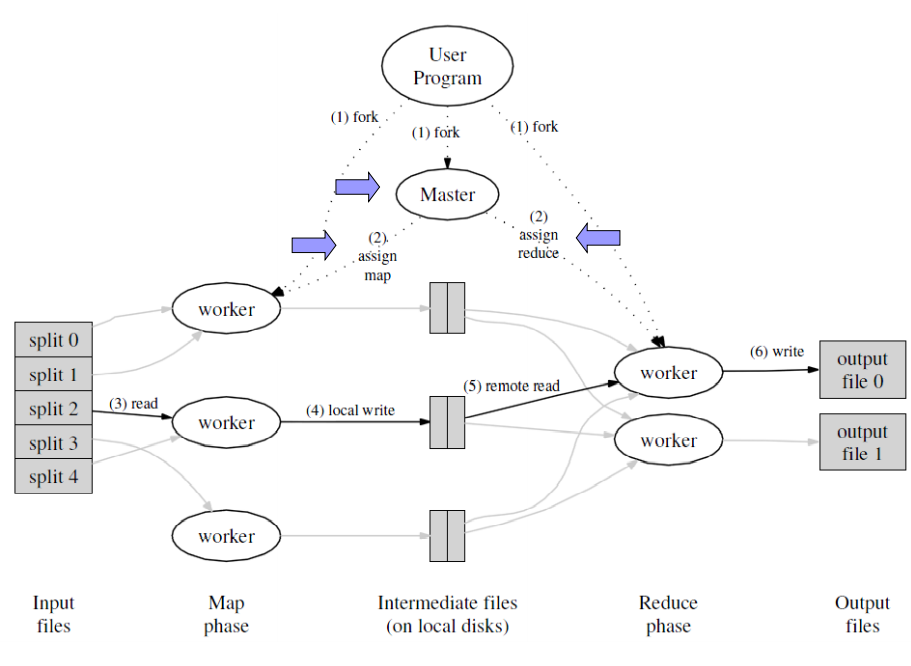 User
Program
(1) fork
(1) fork
(1) fork
Master
(2)
assign
map
(2)
assign
reduce
worker
split 0
split 1
split 2
split 3
split 4
(3) read
worker
(4) local write
(5) remote read
worker
(6) write
output
file 0
worker
output
file 1
worker
Input
files
Map
phase
Intermediate files
(on local disks)
Reduce
phase
Output
files